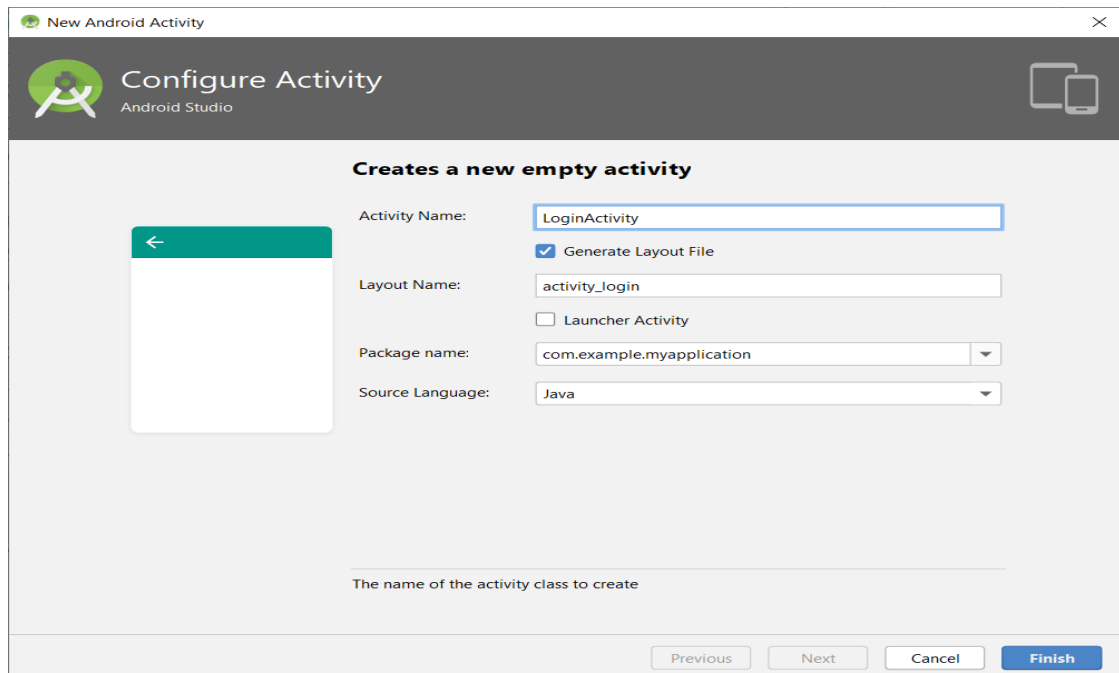 New Android Activity
Configure Activity
Android Studio
Creates a new empty activity
Activity Name: LoginActivity
Generate Layout File
Layout Name: activity_login
Launcher Activity
Package name: com.example.myapplication
Source Language: Java
The name of the activity class to create
Previous Next Cancel Finish